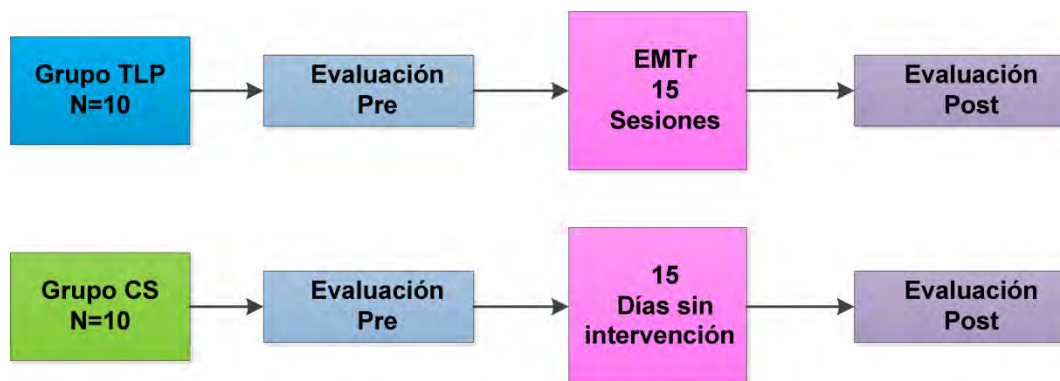 Grupo TLP
N=10
Evaluación
Pre
EMTr
15
Sesiones
Evaluación
Post
Grupo CS
N=10
Evaluación
Pre
15
Días sin
intervención
Evaluación
Post